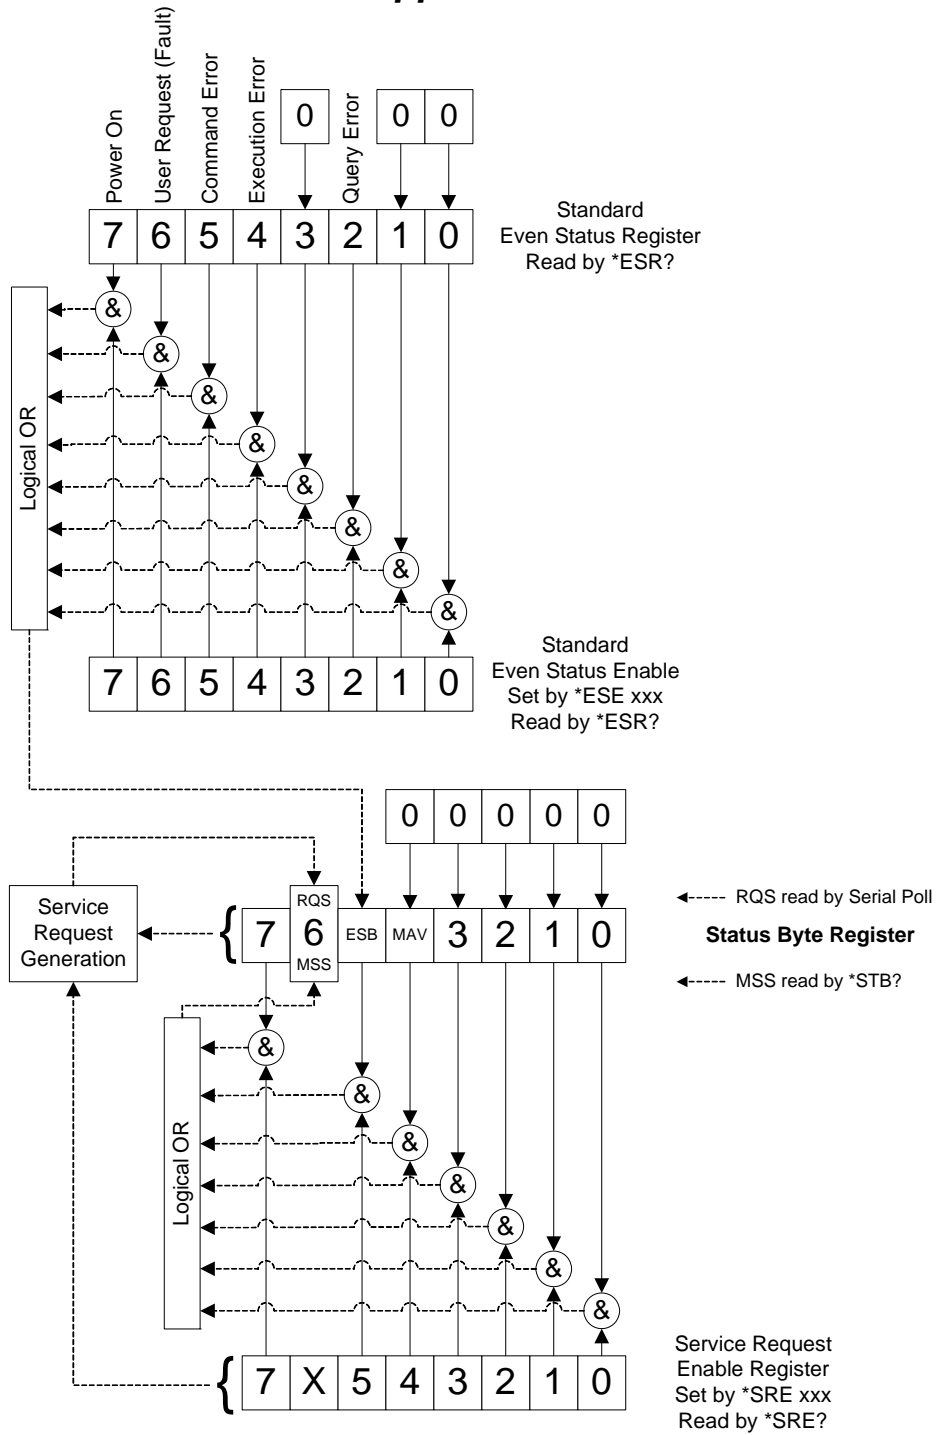 Power On
User Request (Fault)
Command Error
Execution Error
0
Query Error
0 0
7 6 5 4 3 2 1 0
Standard
Even Status Register
Read by *ESR?
Logical OR
&
&
&
&
&
&
&
&
7 6 5 4 3 2 1 0
Standard
Even Status Enable
Set by *ESE xxx
Read by *ESR?
0 0 0 0 0
Service
Request
Generation
{
7
RQS
6
MSS
ESB MAV 3 2 1 0
RQS read by Serial Poll
Status Byte Register
MSS read by *STB?
Logical OR
&
&
&
&
&
&
&
{
7 X 5 4 3 2 1 0
Service Request
Enable Register
Set by *SRE xxx
Read by *SRE?